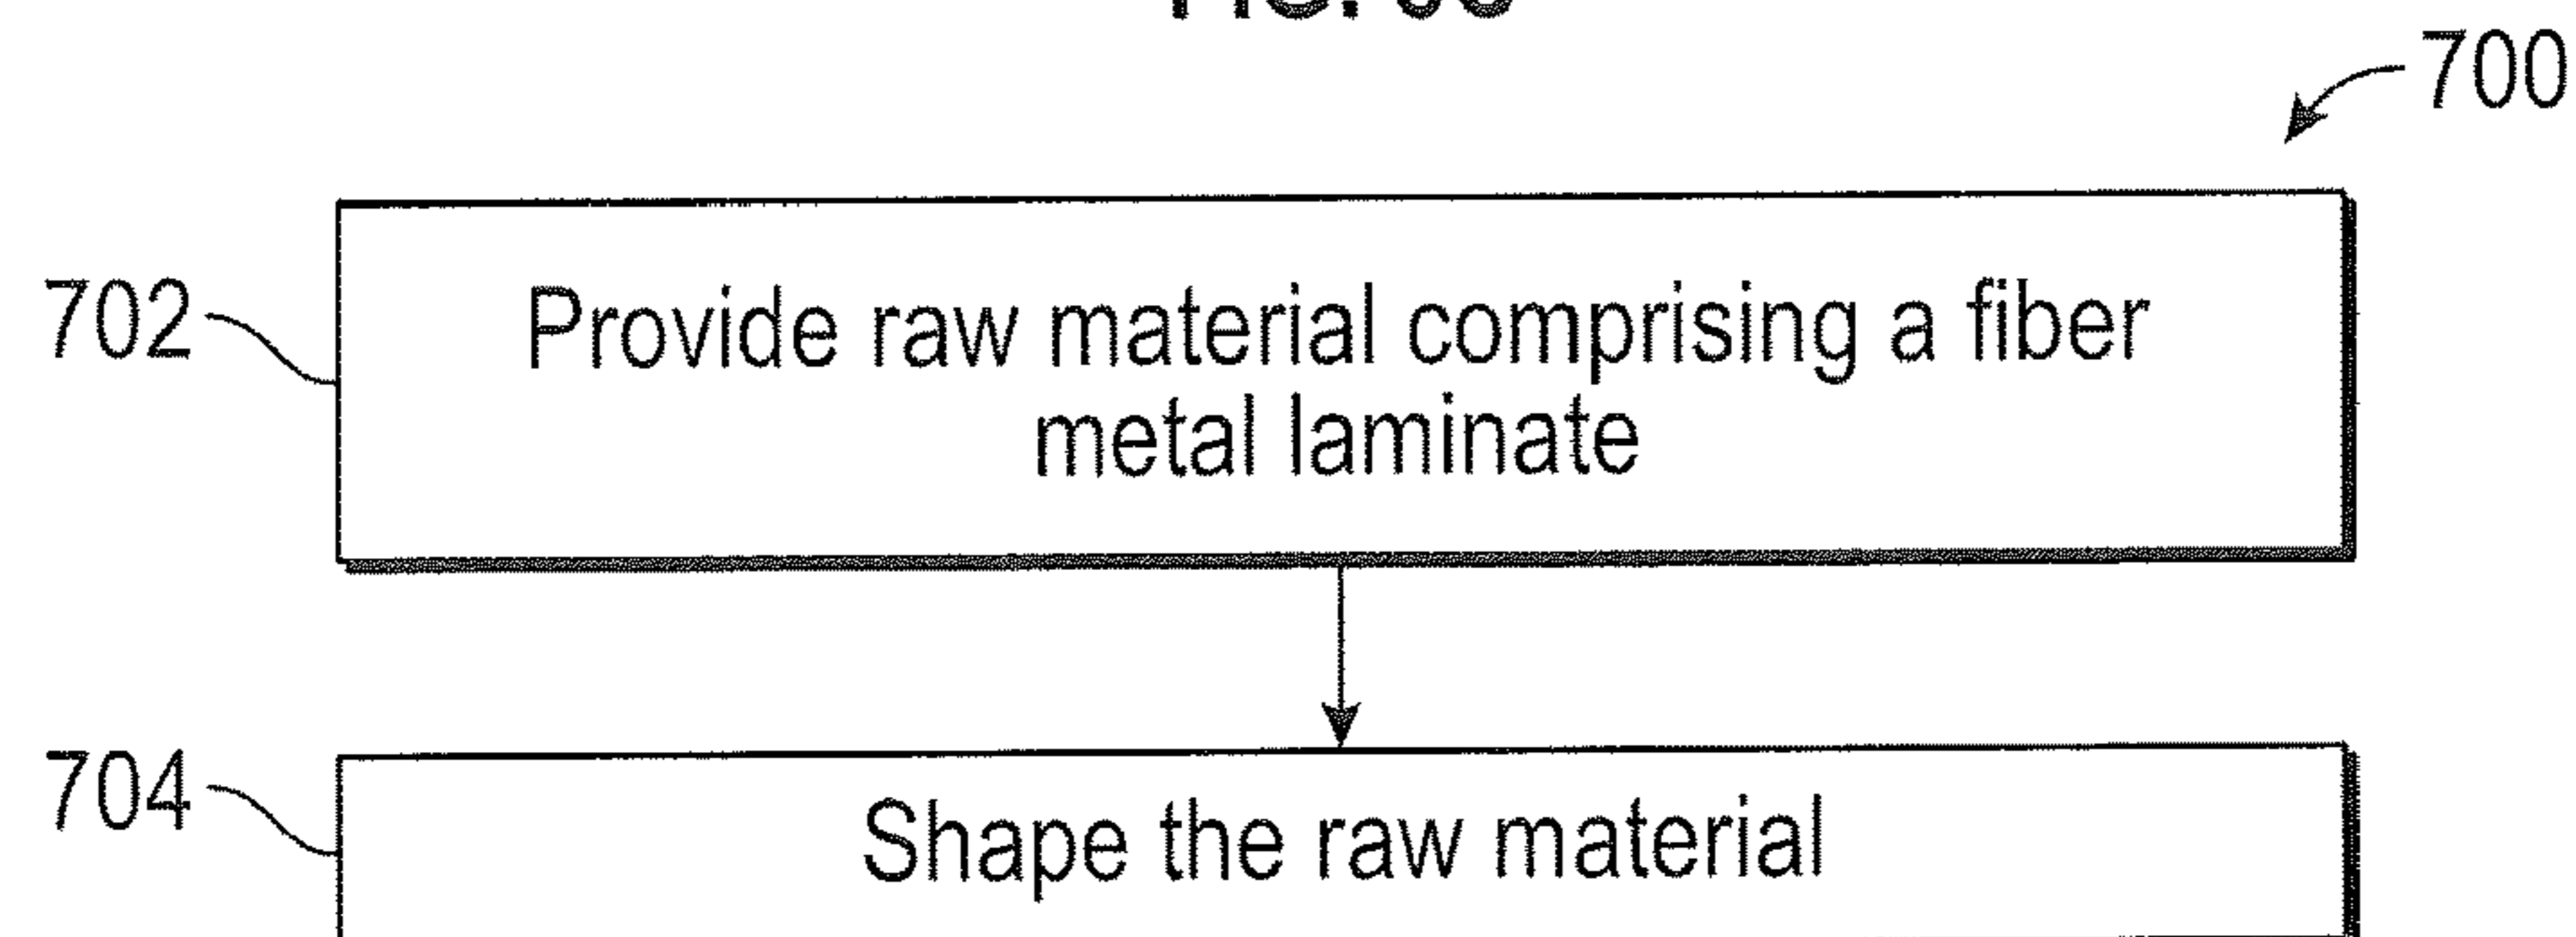 700
702
Provide raw material comprising a fiber
metal laminate
704
Shape the raw material